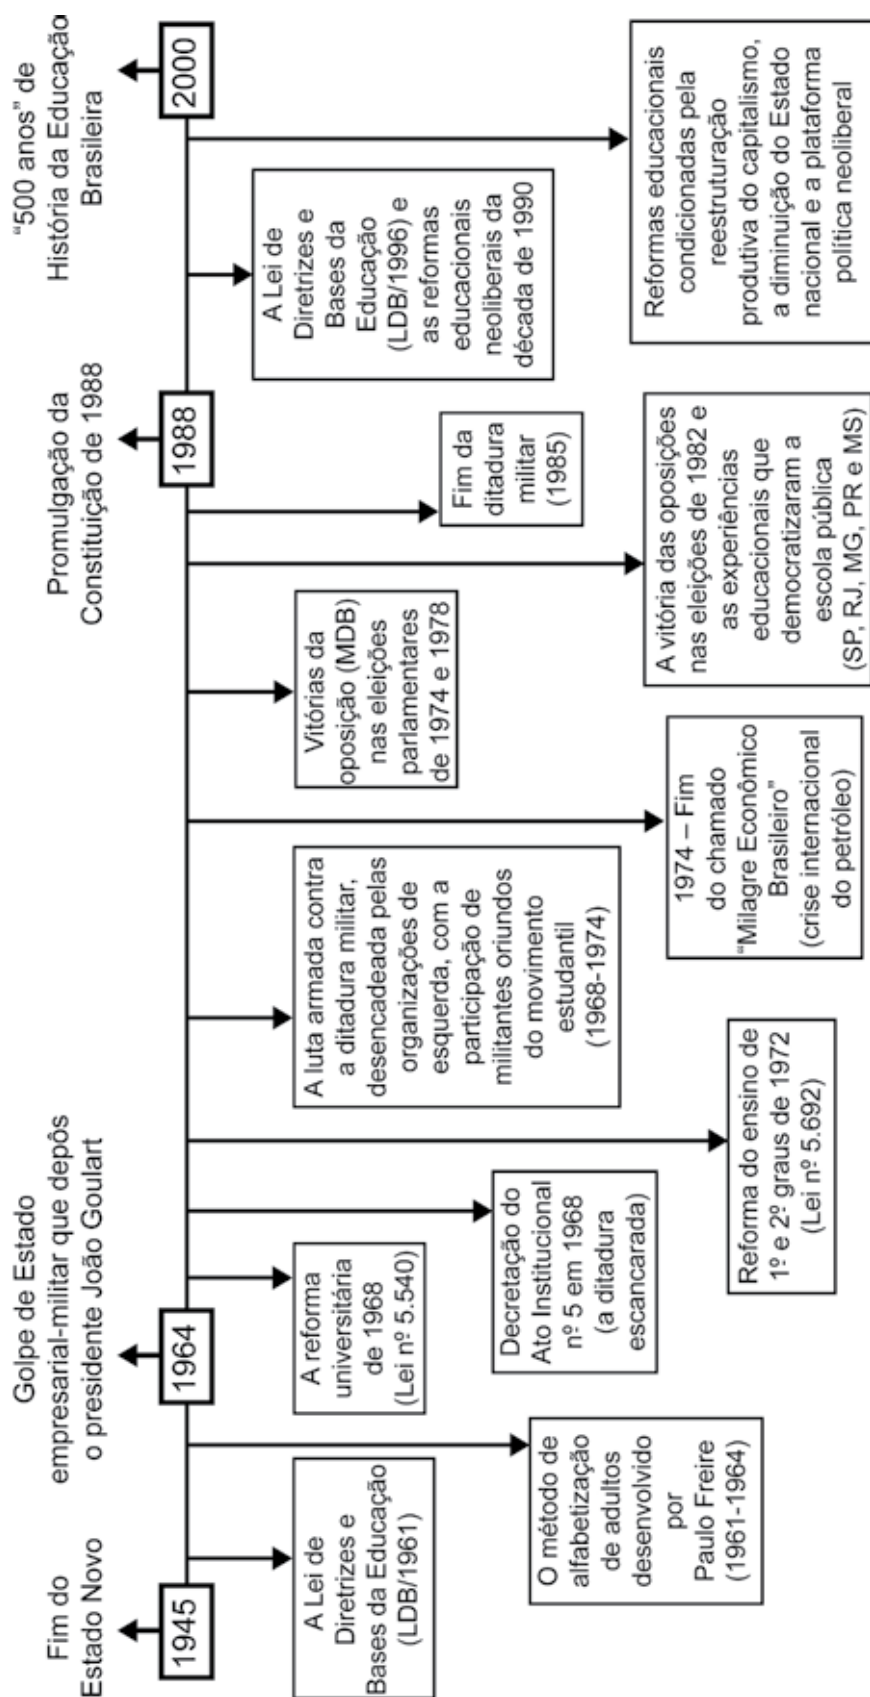 Fim do
Estado Novo
1945
A Lei de
Diretrizes e
Bases da Educação
(LDB/1961)
O método de
alfabetização
de adultos
desenvolvido
por
Paulo Freire
(1961-1964)
Golpe de Estado
empresarial-militar que depôs
o presidente João Goulart
1964
A reforma
universitária
de 1968
(Lei nº 5.540)
Decretação do
Ato Institucional
nº 5 em 1968
(a ditadura
escancarada)
Reforma do ensino de
1º e 2º graus de 1972
(Lei nº 5.692)
A luta armada contra
a ditadura militar,
desencadeada pelas
organizações de
esquerda, com a
participação de
militantes oriundos
do movimento
estudantil
(1968-1974)
1974 – Fim
do chamado
“Milagre Econômico
Brasileiro”
(crise internacional
do petróleo)
Vitórias da
oposição (MDB)
nas eleições
parlamentares
de 1974 e 1978
A vitória das oposições
nas eleições de 1982 e
as experiências
educacionais que
democratizaram a
escola pública
(SP, RJ, MG, PR e MS)
Fim da
ditadura
militar
(1985)
Promulgação da
Constituição de 1988
1988
A Lei de
Diretrizes e
Bases da
Educação
(LDB/1996) e
as reformas
educacionais
neoliberais da
década de 1990
Reformas educacionais
condicionadas pela
reestruturação
produtiva do capitalismo,
a diminuição do Estado
nacional e a plataforma
política neoliberal
“500 anos” de
História da Educação
Brasileira
2000